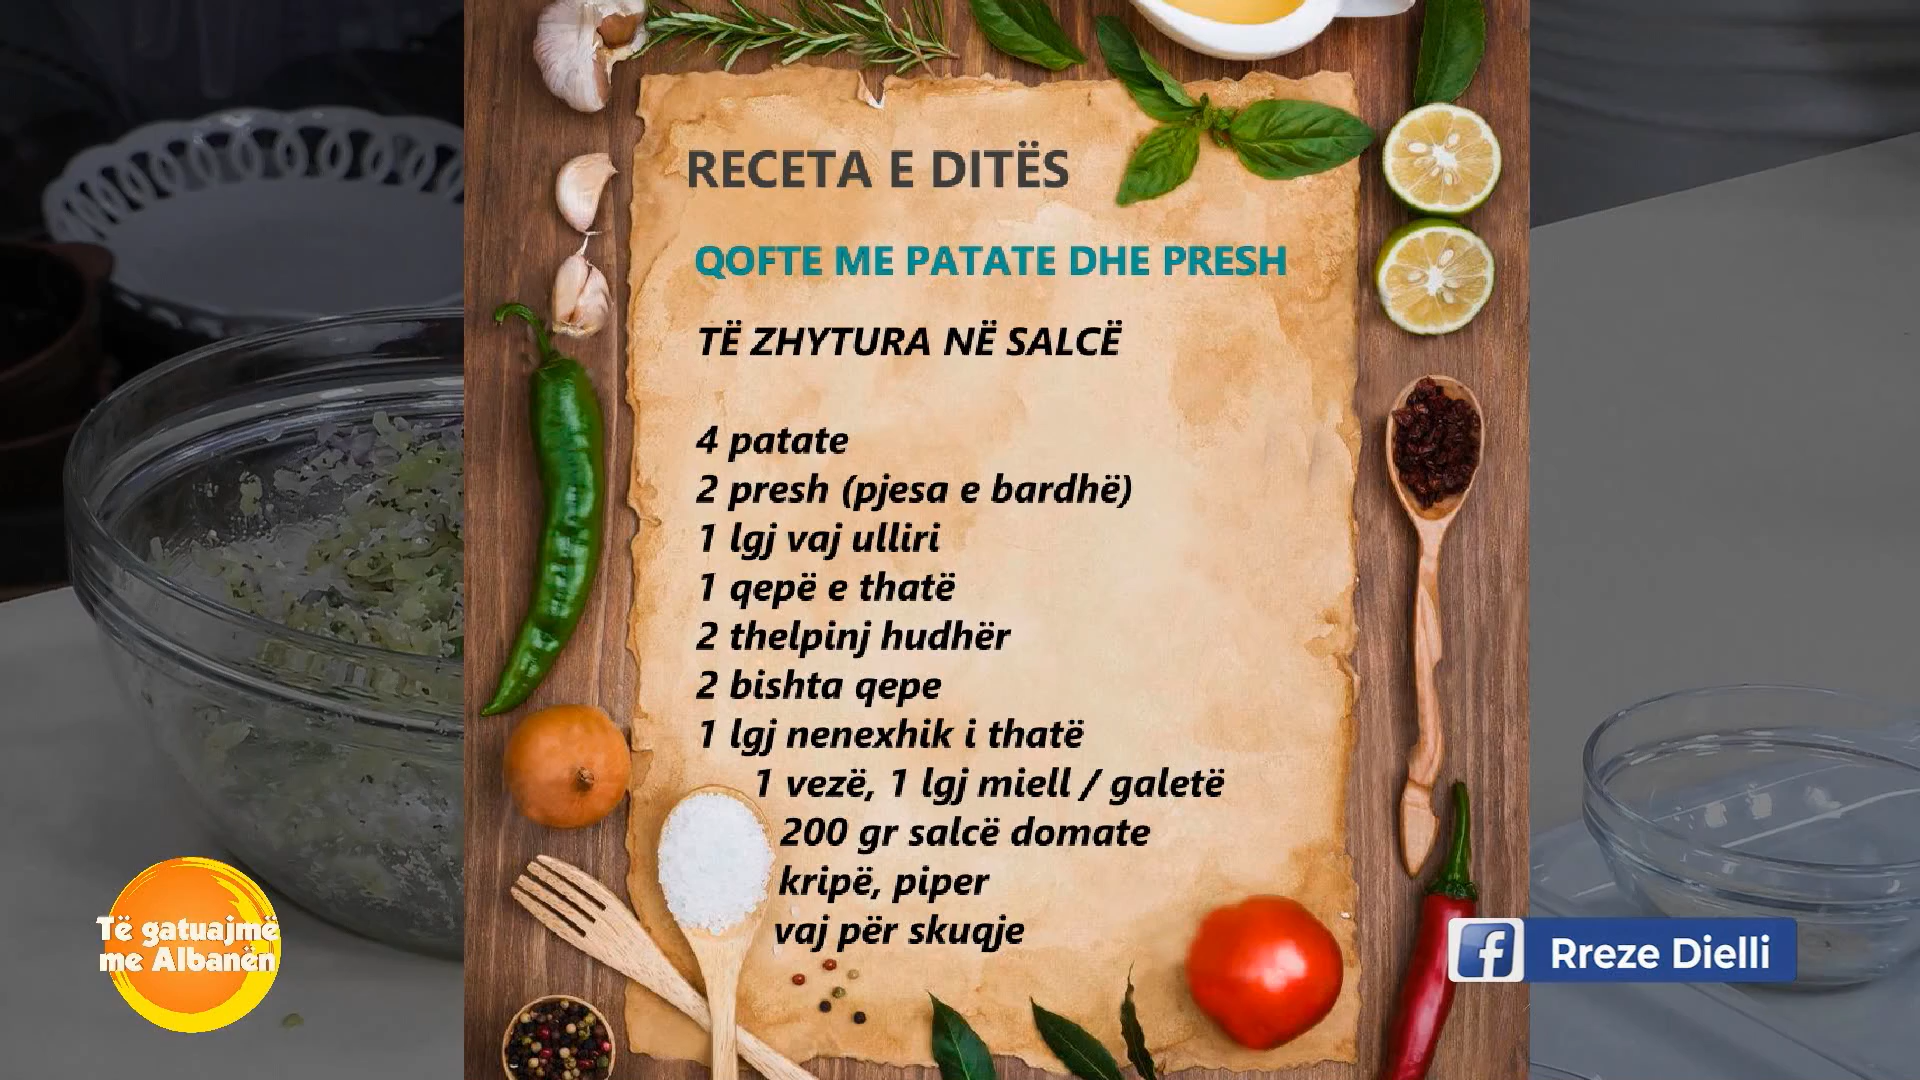 RECETA E DITËS
QOFTE ME PATATE DHE PRESH
TË ZHYTURA NË SALCË
4 patate
2 presh (pjesa e bardhë)
1 lgj vaj ulliri
1 qepë e thatë
2 thelpinj hudhër
2 bishta qepe
1 lgj nenexhik i thatë
1 vezë, 1 lgj miell / galetë
200 gr salcë domate
kripë, piper
vaj për skuqje
Të gatuajmë
me Albanën
f Rreze Dielli